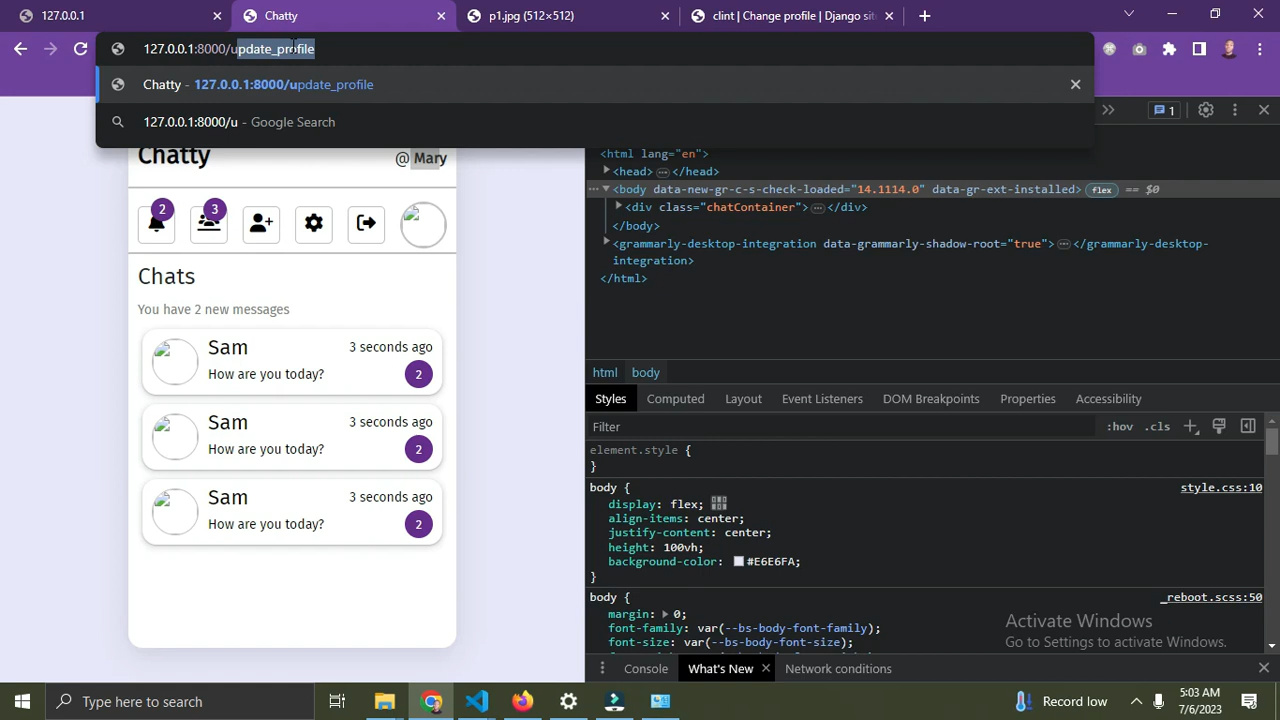 127.0.0.1
Chatty
p1.jpg (512×512)
clint | Change profile | Django sit
127.0.0.1:8000/update_profile
Chatty - 127.0.0.1:8000/update_profile
127.0.0.1:8000/u - Google Search
1
Chatty
@ Mary
2
3
Chats
You have 2 new messages
Sam
3 seconds ago
How are you today?
2
Sam
3 seconds ago
How are you today?
2
Sam
3 seconds ago
How are you today?
2
<html lang="en">
<head> </head>
<body data-new-gr-c-s-check-loaded="14.1114.0" data-gr-ext-installed> flex == $0
<div class="chatContainer"> </div>
</body>
<grammarly-desktop-integration data-grammarly-shadow-root="true"> </grammarly-desktop-
integration>
</html>
html body
Styles Computed Layout Event Listeners DOM Breakpoints Properties Accessibility
Filter
:hov .cls
element.style {
}
body {
style.css:10
display: flex;
align-items: center;
justify-content: center;
height: 100vh;
background-color: #E6E6FA;
}
body {
_reboot.scss:50
margin: 0;
font-family: var(--bs-body-font-family);
font-size: var(--bs-body-font-size);
Activate Windows
Go to Settings to activate Windows.
Console What's New Network conditions
Type here to search
Record low
5:03 AM
7/6/2023